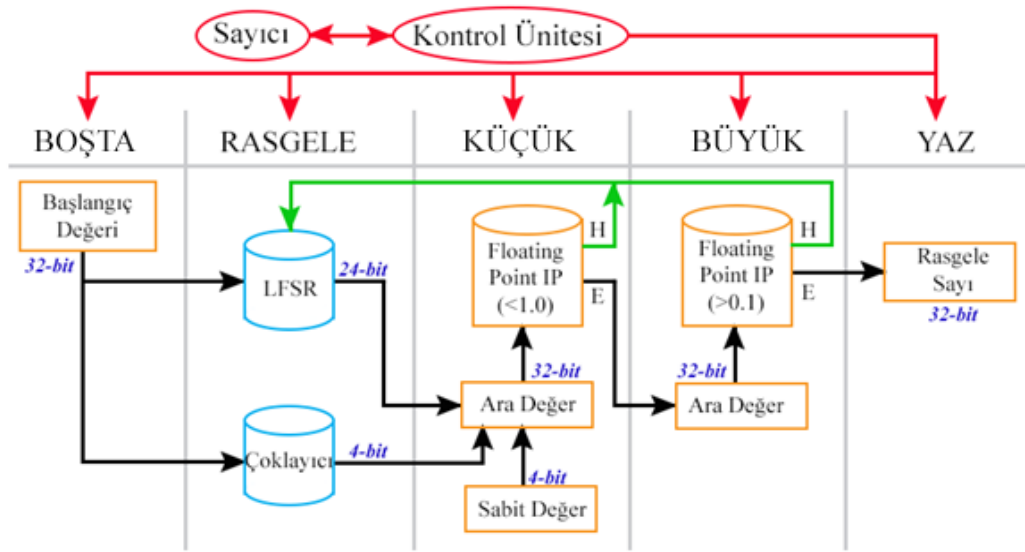 Sayıcı
Kontrol Ünitesi
BOŞTA
RASGELE
KÜÇÜK
BÜYÜK
YAZ
Başlangıç
Değeri
32-bit
LFSR
24-bit
Çoklayıcı
4-bit
Floating
Point IP
(<1.0)
H
E
32-bit
Ara Değer
4-bit
Sabit Değer
Floating
Point IP
(>0.1)
H
E
32-bit
Ara Değer
Rasgele
Sayı
32-bit